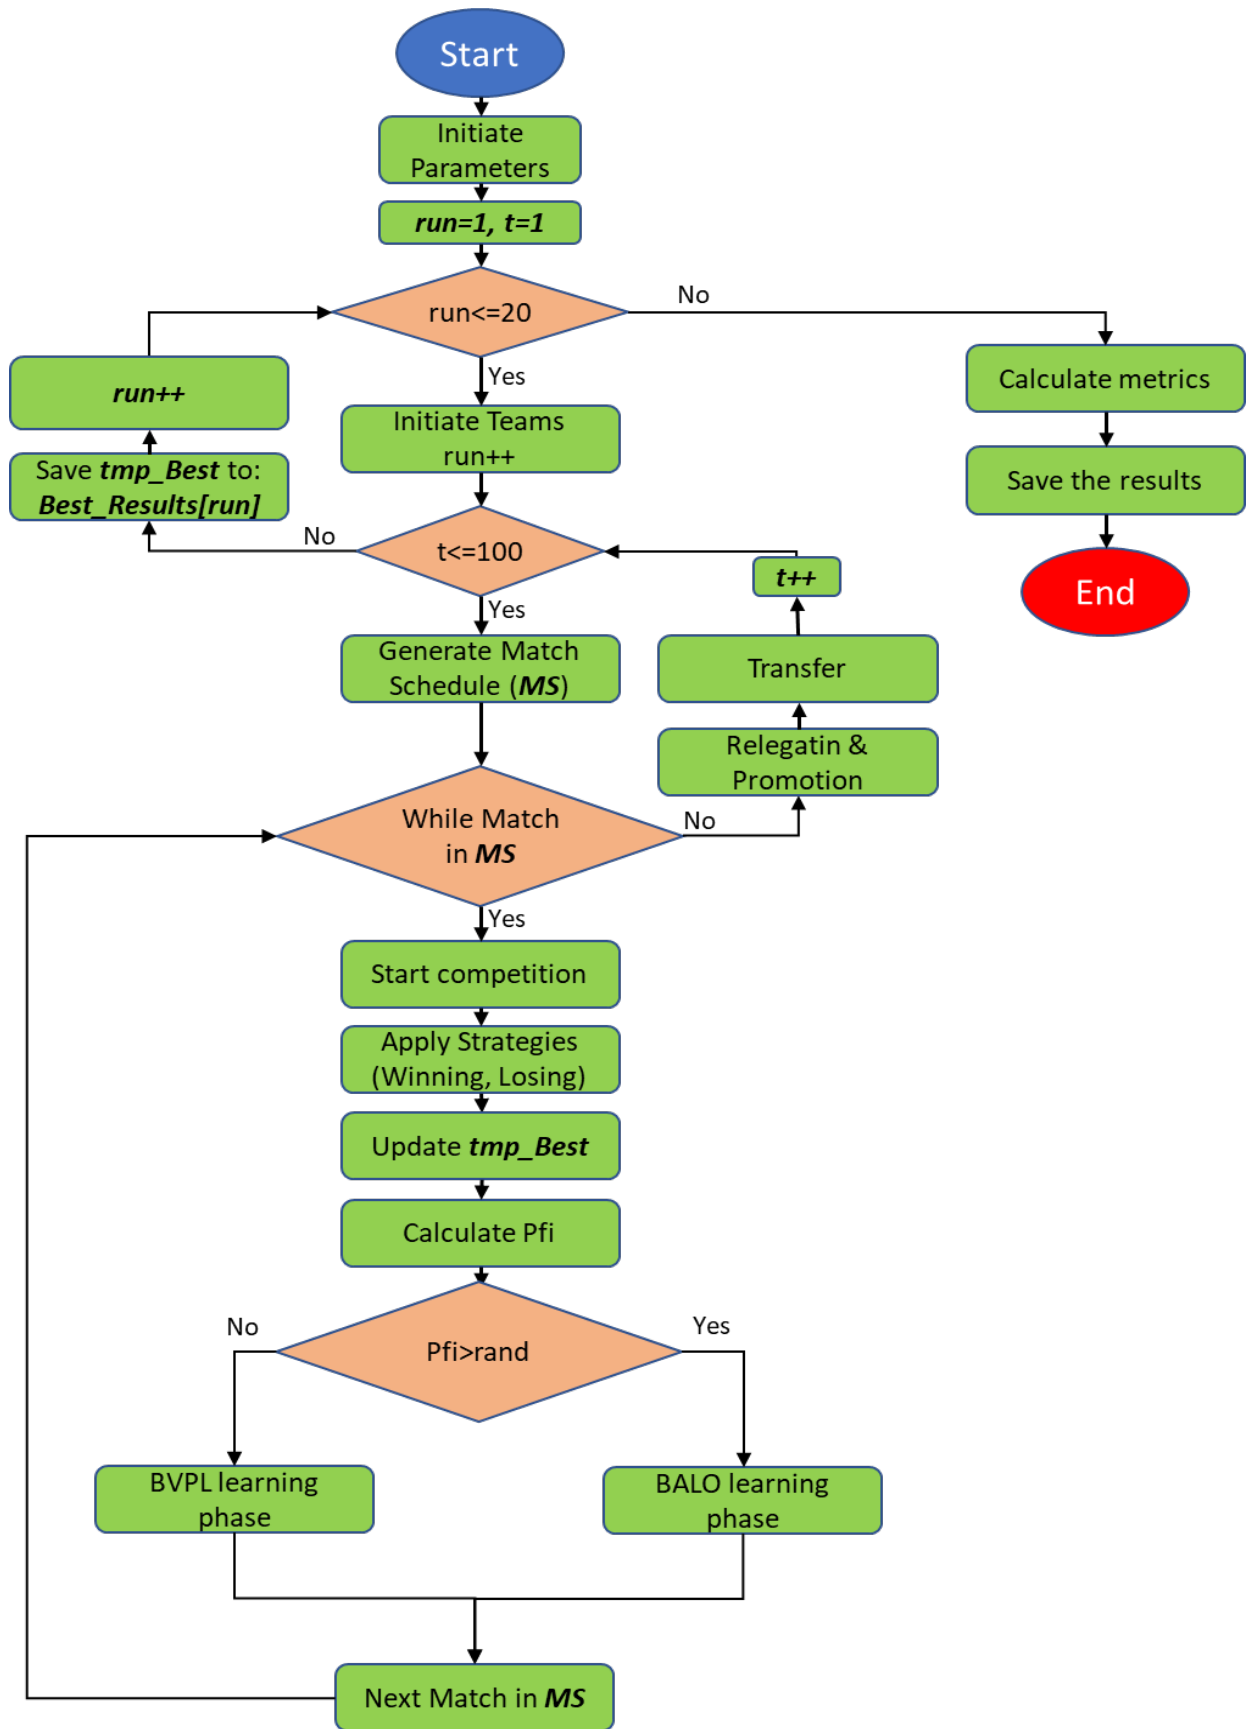 Start
Initiate
Parameters
run=1, t=1
run<=20
No
Yes
run++
Calculate metrics
Initiate Teams
run++
Save tmp_Best to:
Best_Results[run]
Save the results
No
t<=100
t++
End
Yes
Generate Match
Schedule (MS)
Transfer
Relegatin &
Promotion
While Match
in MS
No
Yes
Start competition
Apply Strategies
(Winning, Losing)
Update tmp_Best
Calculate Pfi
No
Yes
Pfi>rand
BVPL learning
phase
BALO learning
phase
Next Match in MS